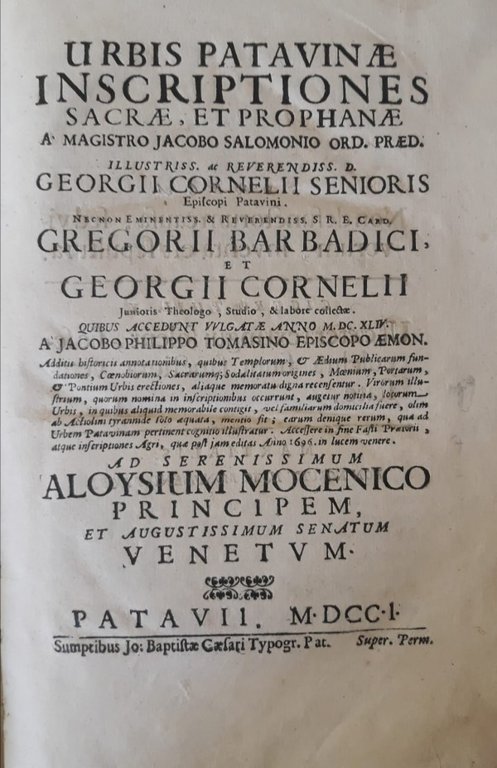 URBIS PATAVINÆ
INSCRIPTIONES
SACRÆ, ET PROPHANÆ
A' MAGISTRO JACOBO SALOMONIO ORD. PRÆD.
ILLUSTRISS. ac REVERENDISS. D.
GEORGII CORNELII SENIORIS
Epiſcopi Patavini.
NECNON EMINENTISS. & REVERENDISS. S. R. E. CARD.
GREGORII BARBADICI,
ET
GEORGII CORNELII
Junioris Theologo, Studio, & labore collectæ.
QUIBUS ACCEDUNT VULGATÆ ANNO M. DC. XLIV.
A' JACOBO PHILIPPO TOMASINO EPISCOPO ÆMON.
Additis hiſtoricis annotationibus, quibus Templorum, & Ædium Publicarum fun-
dationes, Cœnobiorum, Sacrarumq; Sodalitatum origines, Mœnium, Portarum,
& Pontium Urbis erectiones, aliaque memoratu digna recenſentur. Virorum illu-
ſtrium, quorum nomina in inſcriptionibus occurrunt, augetur notitia, locorum
Urbis, in quibus aliquid memorabile contigit, vel familiarum domicilia fuere, olim
ab Actiolini tyrannide ſolo æquata, mentio fit; earum denique rerum, quæ ad
Urbem Patavinam pertinent cognitio illuſtratur. Acceſſere in fine Faſti Prætorii,
atque inſcriptiones Agri, quæ poſt jam editas Anno 1696. in lucem venere.
AD SERENISSIMUM
ALOYSIUM MOCENICO
PRINCIPEM,
ET AUGUSTISSIMUM SENATUM
VENETVM.
PATAVII. M.DCC.I.
Sumptibus Jo: Baptiſtæ Cæſari Typogr. Pat. Super. Perm.